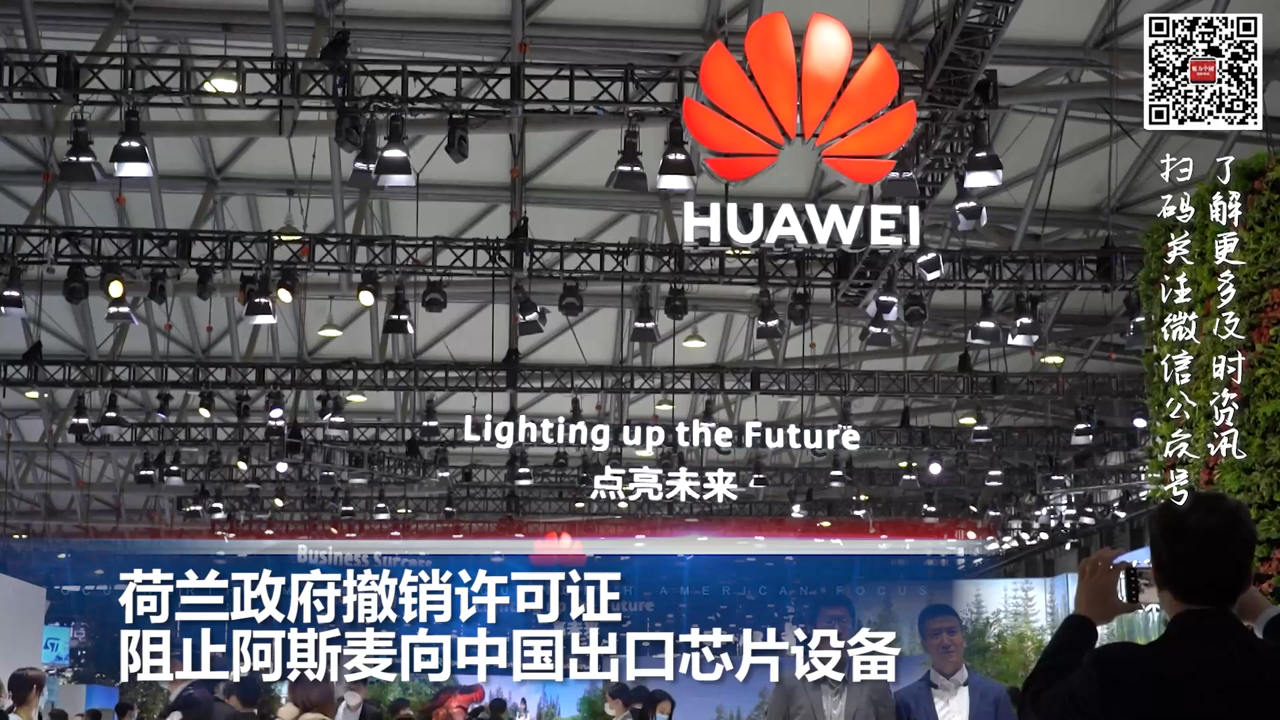 HUAWEI
了解更多及时资讯
扫码关注微信公众号
Lighting up the Future
点亮未来
Business Success
荷兰政府撤销许可证
阻止阿斯麦向中国出口芯片设备